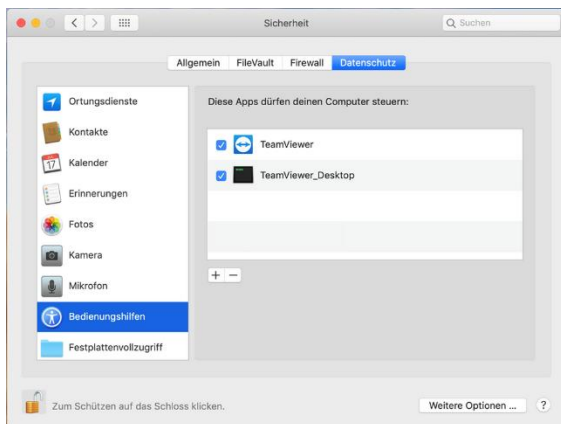 Sicherheit
Suchen
Allgemein FileVault Firewall Datenschutz
Ortungsdienste
Kontakte
17
Kalender
Erinnerungen
Fotos
Kamera
Mikrofon
Bedienungshilfen
Festplattenvollzugriff
Diese Apps dürfen deinen Computer steuern:
TeamViewer
TeamViewer_Desktop
+ −
Zum Schützen auf das Schloss klicken.
Weitere Optionen ... ?